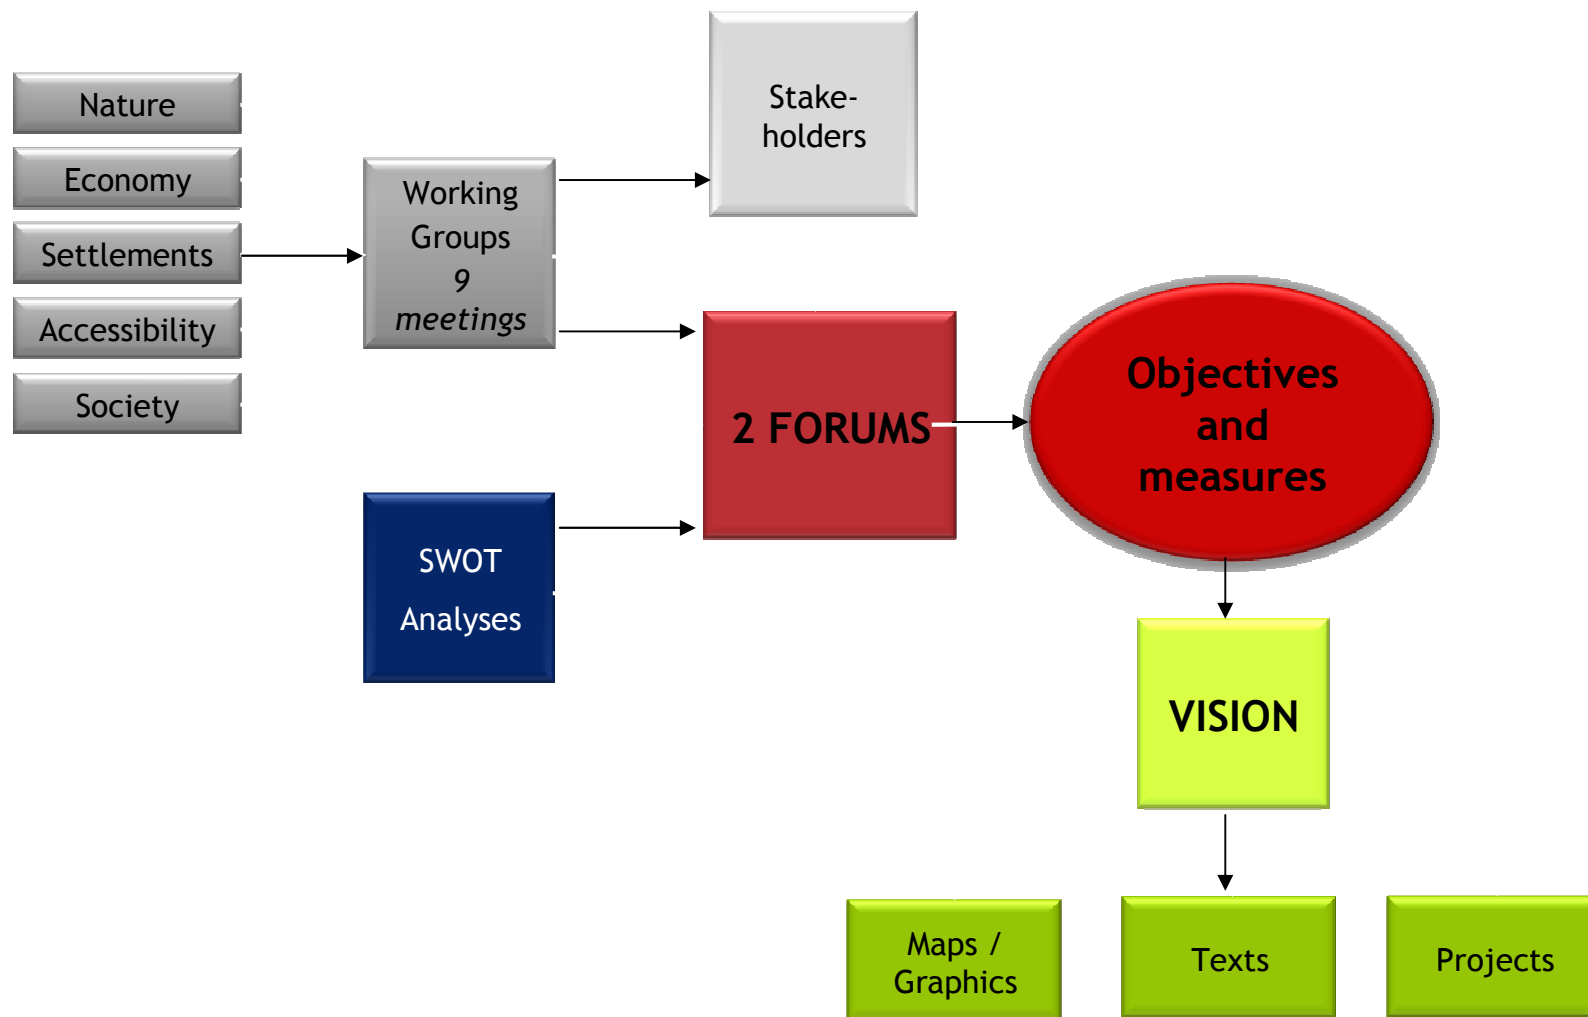 Nature
Economy
Settlements
Accessibility
Society
Working
Groups
9
meetings
Stake-
holders
2 FORUMS
SWOT
Analyses
Objectives
and
measures
VISION
Maps /
Graphics
Texts
Projects